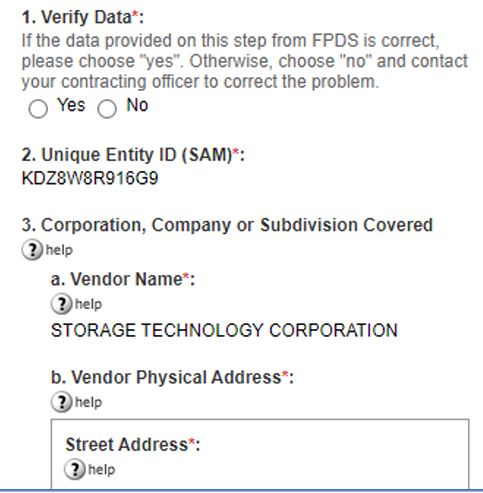 1. Verify Data*:
If the data provided on this step from FPDS is correct,
please choose "yes". Otherwise, choose "no" and contact
your contracting officer to correct the problem.
Yes No
2. Unique Entity ID (SAM)*:
KDZ8W8R916G9
3. Corporation, Company or Subdivision Covered
? help
a. Vendor Name*:
? help
STORAGE TECHNOLOGY CORPORATION
b. Vendor Physical Address*:
? help
Street Address*:
? help